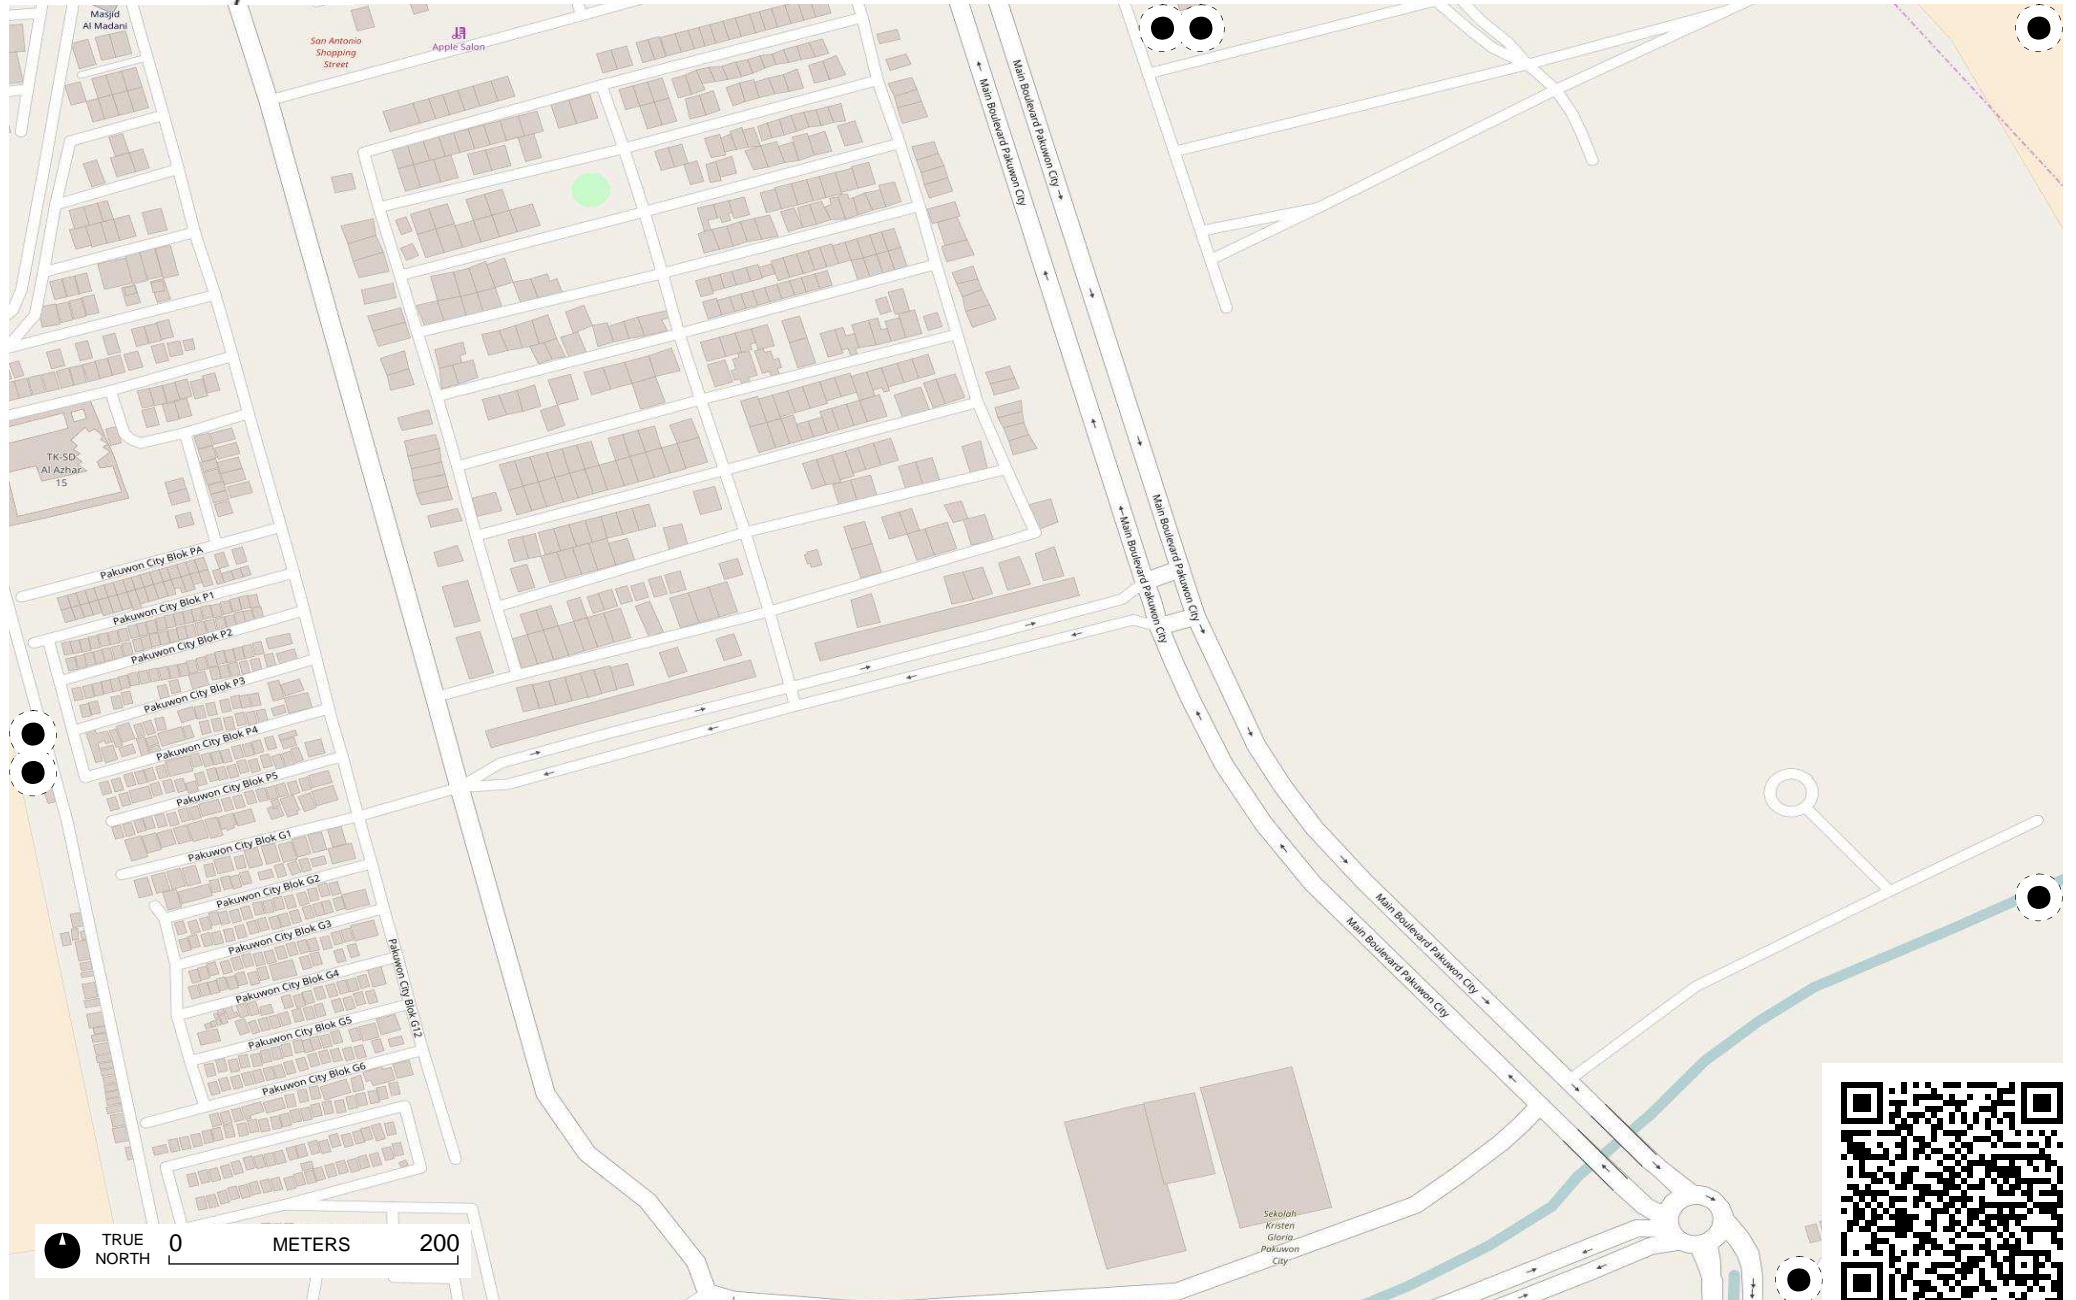 Masjid
Al Madani
San Antonio
Shopping
Street
Apple Salon
Main Boulevard Pakuwon City
Main Boulevard Pakuwon City
TK-SD
Al Azhar
15
Main Boulevard Pakuwon City
Main Boulevard Pakuwon City
Pakuwon City Blok PA
Pakuwon City Blok P1
Pakuwon City Blok P2
Pakuwon City Blok P3
Pakuwon City Blok P4
Pakuwon City Blok P5
Pakuwon City Blok G1
Pakuwon City Blok G2
Pakuwon City Blok G3
Pakuwon City Blok G4
Pakuwon City Blok G12
Pakuwon City Blok G5
Pakuwon City Blok G6
Main Boulevard Pakuwon City
Main Boulevard Pakuwon City
Sekolah
Kristen
Gloria
Pakuwon
City
TRUE
NORTH
0 METERS 200